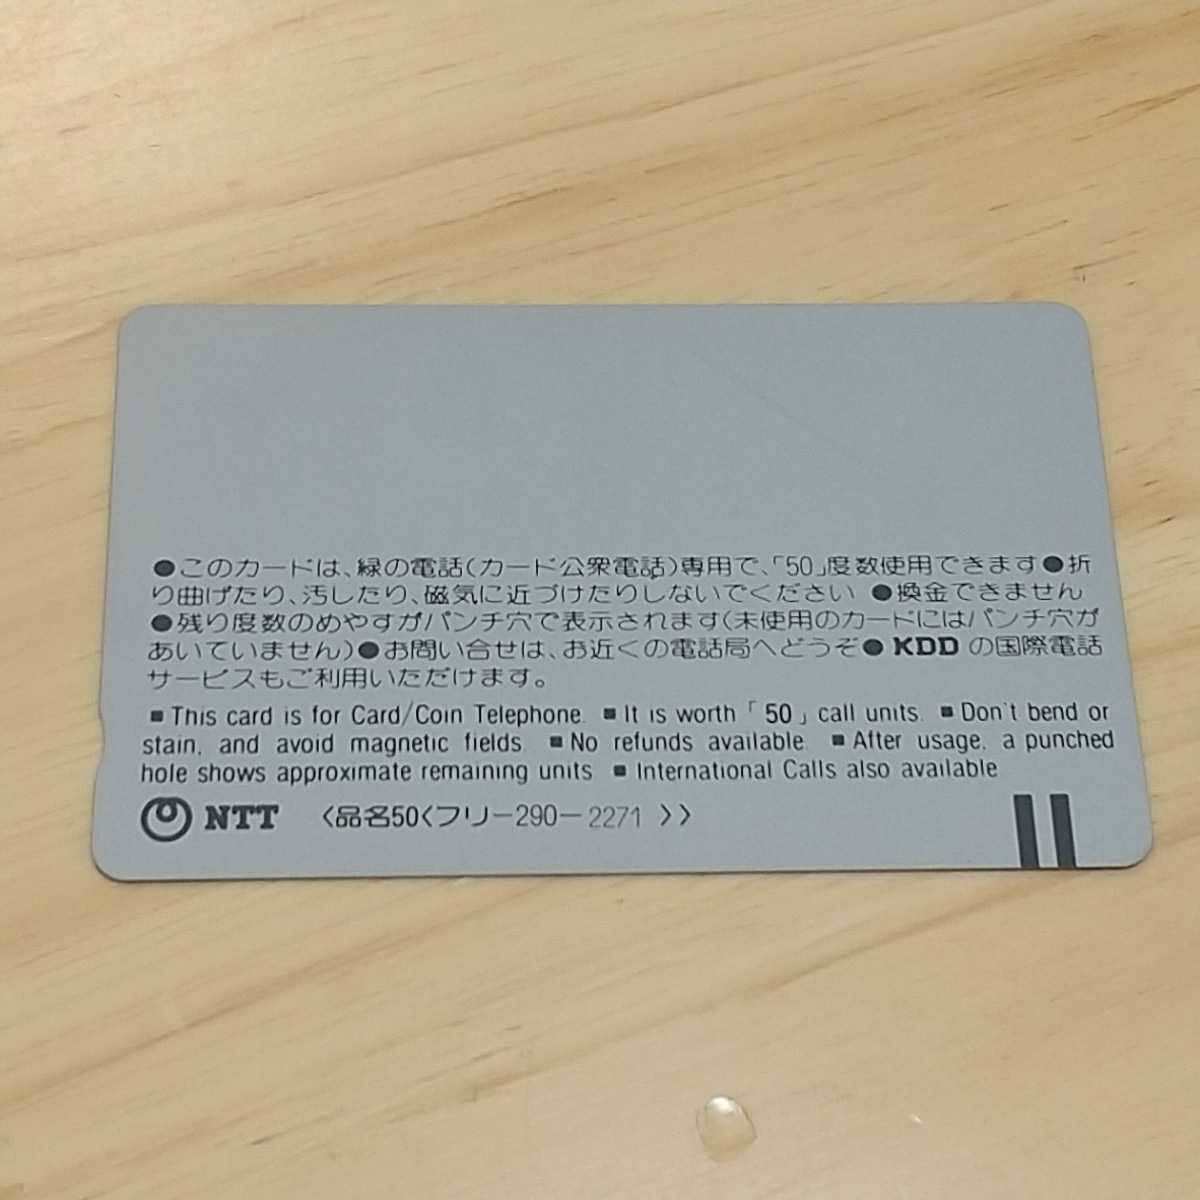 ●このカードは、緑の電話(カード公衆電話)専用で、「50」度数使用できます●折
り曲げたり、汚したり、磁気に近づけたりしないでください ●換金できません
●残り度数のめやすがパンチ穴で表示されます(未使用のカードにはパンチ穴が
あいていません)●お問い合せは、お近くの電話局へどうぞ● KDD の国際電話
サービスもご利用いただけます。
■ This card is for Card/Coin Telephone. ■ It is worth「50」call units. ■ Don't bend or
stain, and avoid magnetic fields ■ No refunds available ■ After usage, a punched
hole shows approximate remaining units ■ International Calls also available
NTT 〈品名50〈フリー290−2271 〉〉